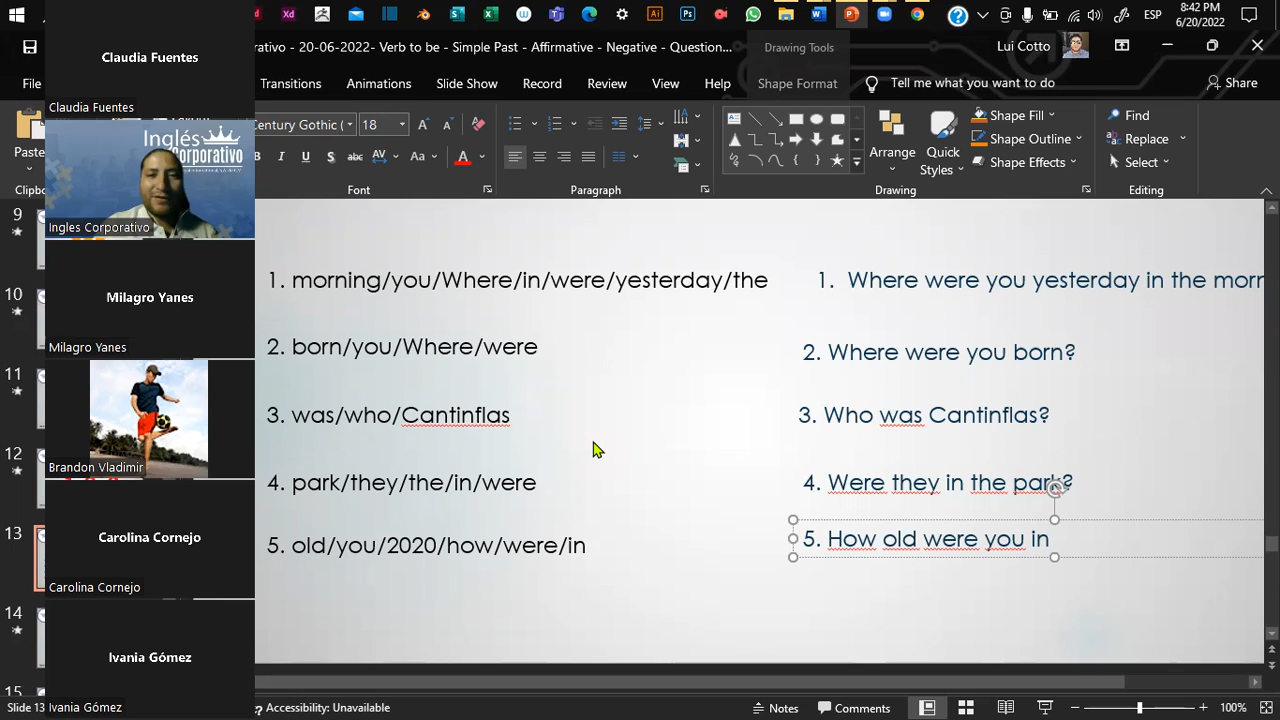 8:42 PM
ESP
6/20/2022
rativo - 20-06-2022- Verb to be - Simple Past - Affirmative - Negative - Question...
Drawing Tools
Lui Cotto
File
Transitions
Animations
Slide Show
Record
Review
View
Help
Shape Format
Tell me what you want to do
Share
Century Gothic (
18
Arrange
Quick
Styles
Shape Fill
Shape Outline
Shape Effects
Find
Replace
Select
Clipbo
Font
Paragraph
Drawing
Editing
Claudia Fuentes
Claudia Fuentes
Inglés
Corporativo
Ingles Corporativo
Milagro Yanes
Milagro Yanes
Brandon Vladimir
Carolina Cornejo
Carolina Cornejo
Ivania Gómez
Ivania Gómez
9
10
11
12
13
14
15
1. morning/you/Where/in/were/yesterday/the
2. born/you/Where/were
3. was/who/Cantinflas
4. park/they/the/in/were
5. old/you/2020/how/were/in
1. Where were you yesterday in the morn
2. Where were you born?
3. Who was Cantinflas?
4. Were they in the park?
5. How old were you in
Slide 13
Accessibility: Unavailable
Notes
Comments
100%